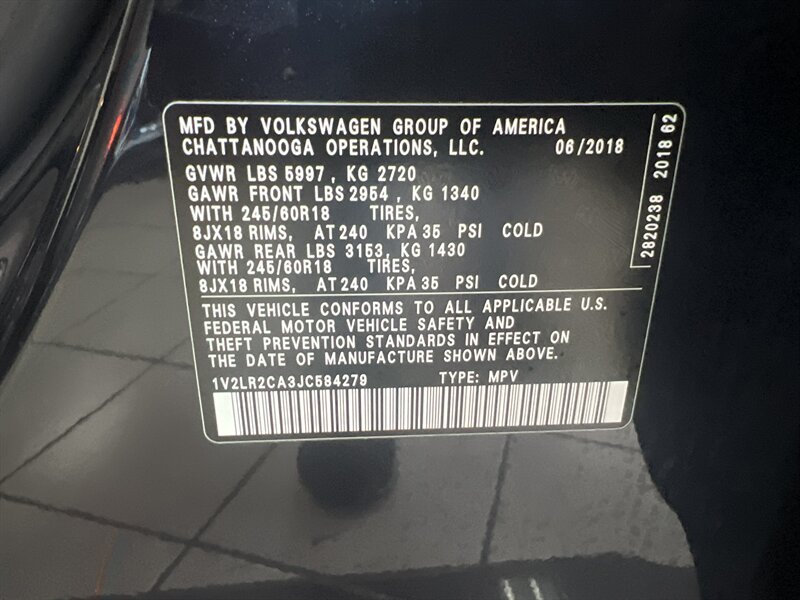 MFD BY VOLKSWAGEN GROUP OF AMERICA
CHATTANOOGA OPERATIONS, LLC. 06/2018
GVWR LBS 5997, KG 2720
GAWR FRONT LBS 2954, KG 1340
WITH 245/60R18 TIRES,
8JX18 RIMS, AT 240 KPA 35 PSI COLD
GAWR REAR LBS 3153, KG 1430
WITH 245/60R18 TIRES,
8JX18 RIMS, AT 240 KPA 35 PSI COLD
THIS VEHICLE CONFORMS TO ALL APPLICABLE U.S.
FEDERAL MOTOR VEHICLE SAFETY AND
THEFT PREVENTION STANDARDS IN EFFECT ON
THE DATE OF MANUFACTURE SHOWN ABOVE.
1V2LR2CA3JC584279 TYPE: MPV
2820238 2018 62